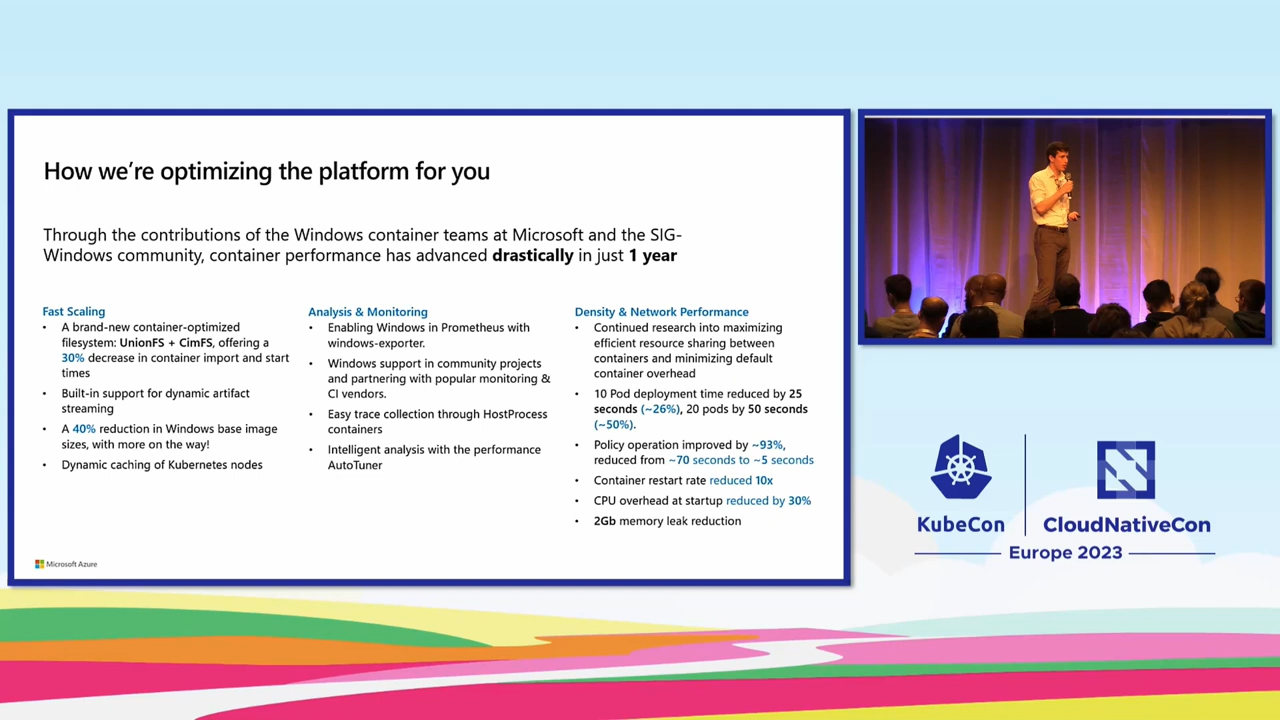 How we're optimizing the platform for you
Through the contributions of the Windows container teams at Microsoft and the SIG-
Windows community, container performance has advanced drastically in just 1 year
Fast Scaling
• A brand-new container-optimized
filesystem: UnionFS + CimFS, offering a
30% decrease in container import and start
times
• Built-in support for dynamic artifact
streaming
• A 40% reduction in Windows base image
sizes, with more on the way!
• Dynamic caching of Kubernetes nodes
Analysis & Monitoring
• Enabling Windows in Prometheus with
windows-exporter.
• Windows support in community projects
and partnering with popular monitoring &
CI vendors.
• Easy trace collection through HostProcess
containers
• Intelligent analysis with the performance
AutoTuner
Density & Network Performance
• Continued research into maximizing
efficient resource sharing between
containers and minimizing default
container overhead
• 10 Pod deployment time reduced by 25
seconds (~26%), 20 pods by 50 seconds
(~50%).
• Policy operation improved by ~93%,
reduced from ~70 seconds to ~5 seconds
• Container restart rate reduced 10x
• CPU overhead at startup reduced by 30%
• 2Gb memory leak reduction
Microsoft Azure
KubeCon
CloudNativeCon
Europe 2023